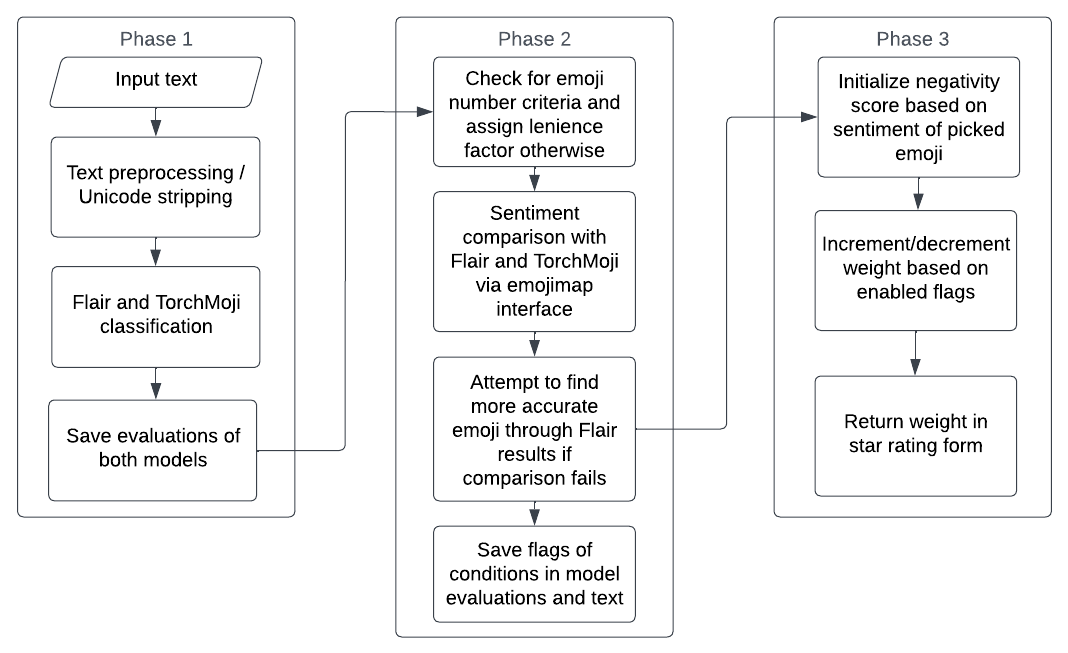 Phase 1
Input text
Text preprocessing /
Unicode stripping
Flair and TorchMoji
classification
Save evaluations of
both models
Phase 2
Check for emoji
number criteria and
assign lenience
factor otherwise
Sentiment
comparison with
Flair and TorchMoji
via emojimap
interface
Attempt to find
more accurate
emoji through Flair
results if
comparison fails
Save flags of
conditions in model
evaluations and text
Phase 3
Initialize negativity
score based on
sentiment of picked
emoji
Increment/decrement
weight based on
enabled flags
Return weight in
star rating form